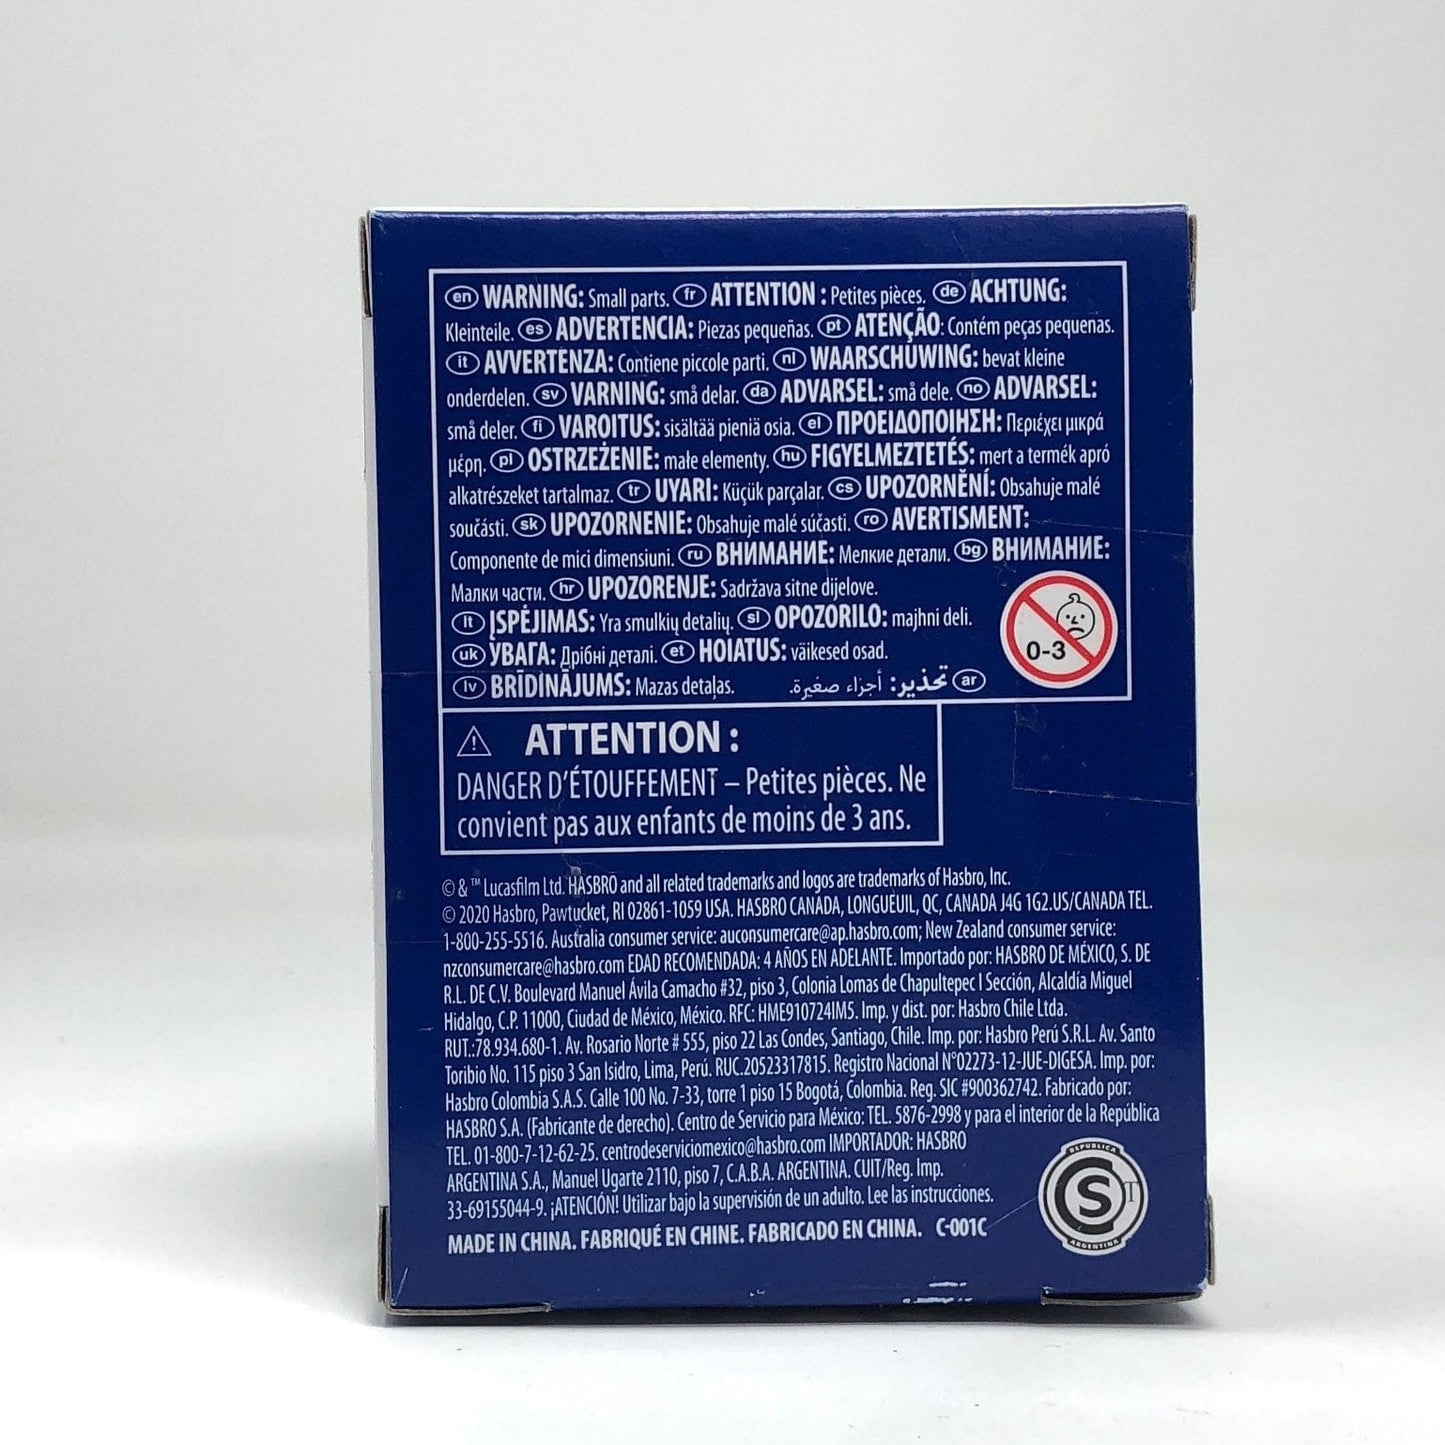 en WARNING: Small parts. fr ATTENTION : Petites pièces. de ACHTUNG:
Kleinteile. es ADVERTENCIA: Piezas pequeñas. pt ATENÇÃO: Contém peças pequenas.
it AVVERTENZA: Contiene piccole parti. nl WAARSCHUWING: bevat kleine
onderdelen. sv VARNING: små delar. da ADVARSEL: små dele. no ADVARSEL:
små deler. fi VAROITUS: sisältää pieniä osia. el ΠΡΟΕΙΔΟΠΟΙΗΣΗ: Περιέχει μικρά
μέρη. pl OSTRZEŻENIE: małe elementy. hu FIGYELMEZTETÉS: mert a termék apró
alkatrészeket tartalmaz. tr UYARI: Küçük parçalar. cs UPOZORNĚNÍ: Obsahuje malé
součásti. sk UPOZORNENIE: Obsahuje malé súčasti. ro AVERTISMENT:
Componente de mici dimensiuni. ru ВНИМАНИЕ: Мелкие детали. bg ВНИМАНИЕ:
Малки части. hr UPOZORENJE: Sadržava sitne dijelove.
lt ĮSPĖJIMAS: Yra smulkių detalių. sl OPOZORILO: majhni deli.
uk УВАГА: Дрібні деталі. et HOIATUS: väikesed osad.
lv BRĪDINĀJUMS: Mazas detaļas. ar تحذير: أجزاء صغيرة.
0-3
ATTENTION :
DANGER D'ÉTOUFFEMENT – Petites pièces. Ne
convient pas aux enfants de moins de 3 ans.
© & ™ Lucasfilm Ltd. HASBRO and all related trademarks and logos are trademarks of Hasbro, Inc.
© 2020 Hasbro, Pawtucket, RI 02861-1059 USA. HASBRO CANADA, LONGUEUIL, QC, CANADA J4G 1G2. US/CANADA TEL.
1-800-255-5516. Australia consumer service: auconsumercare@ap.hasbro.com; New Zealand consumer service:
nzconsumercare@hasbro.com EDAD RECOMENDADA: 4 AÑOS EN ADELANTE. Importado por: HASBRO DE MÉXICO, S. DE
R.L. DE C.V. Boulevard Manuel Ávila Camacho #32, piso 3, Colonia Lomas de Chapultepec I Sección, Alcaldía Miguel
Hidalgo, C.P. 11000, Ciudad de México, México. RFC: HME910724IM5. Imp. y dist. por: Hasbro Chile Ltda.
RUT.:78.934.680-1. Av. Rosario Norte # 555, piso 22 Las Condes, Santiago, Chile. Imp. por: Hasbro Perú S.R.L. Av. Santo
Toribio No. 115 piso 3 San Isidro, Lima, Perú. RUC.20523317815. Registro Nacional N°02273-12-JUE-DIGESA. Imp. por:
Hasbro Colombia S.A.S. Calle 100 No. 7-33, torre 1 piso 15 Bogotá, Colombia. Reg. SIC #900362742. Fabricado por:
HASBRO S.A. (Fabricante de derecho). Centro de Servicio para México: TEL. 5876-2998 y para el interior de la República
TEL. 01-800-7-12-62-25. centrodeserviciomexico@hasbro.com IMPORTADOR: HASBRO
ARGENTINA S.A., Manuel Ugarte 2110, piso 7, C.A.B.A. ARGENTINA. CUIT/Reg. Imp.
33-69155044-9. ¡ATENCIÓN! Utilizar bajo la supervisión de un adulto. Lee las instrucciones.
MADE IN CHINA. FABRIQUÉ EN CHINE. FABRICADO EN CHINA. C-001C
REPUBLICA
S T
ARGENTINA